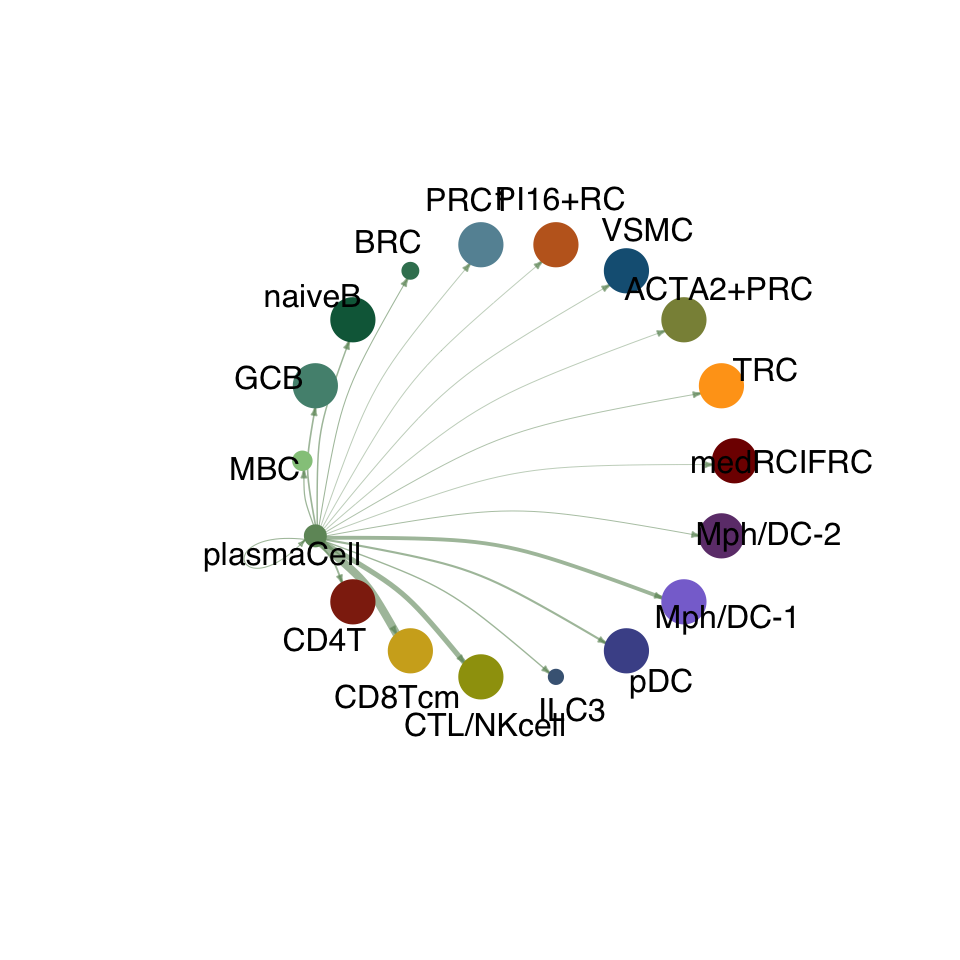 PRC1
PI16+RC
VSMC
BRC
ACTA2+PRC
naiveB
TRC
GCB
medRCIFRC
MBC
Mph/DC-2
plasmaCell
Mph/DC-1
CD4T
pDC
CD8Tcm
ILC3
CTL/NKcell